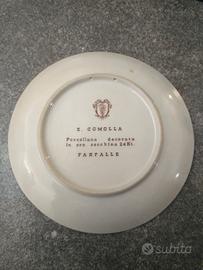 E. COMOLLA
Porcellana decorata
in oro zecchino 24Kt.
FARFALLE
subito